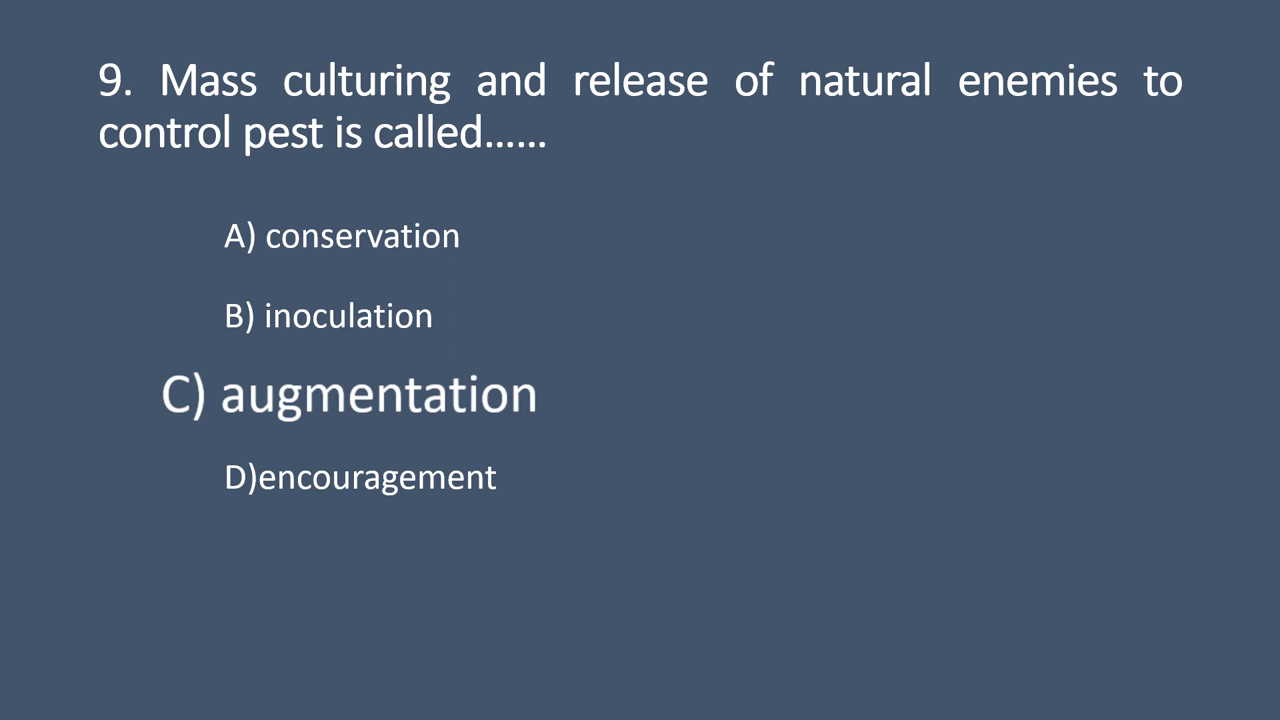 9. Mass culturing and release of natural enemies to
control pest is called......
A) conservation
B) inoculation
C) augmentation
D)encouragement